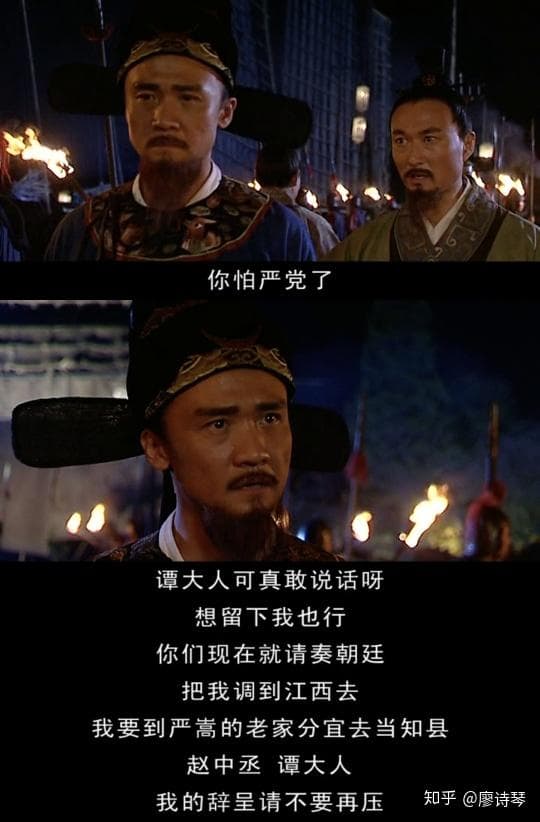 你怕严党了
谭大人可真敢说话呀
想留下我也行
你们现在就请奏朝廷
把我调到江西去
我要到严嵩的老家分宜去当知县
赵中丞 谭大人
我的辞呈请不要再压
知乎 @廖诗琴